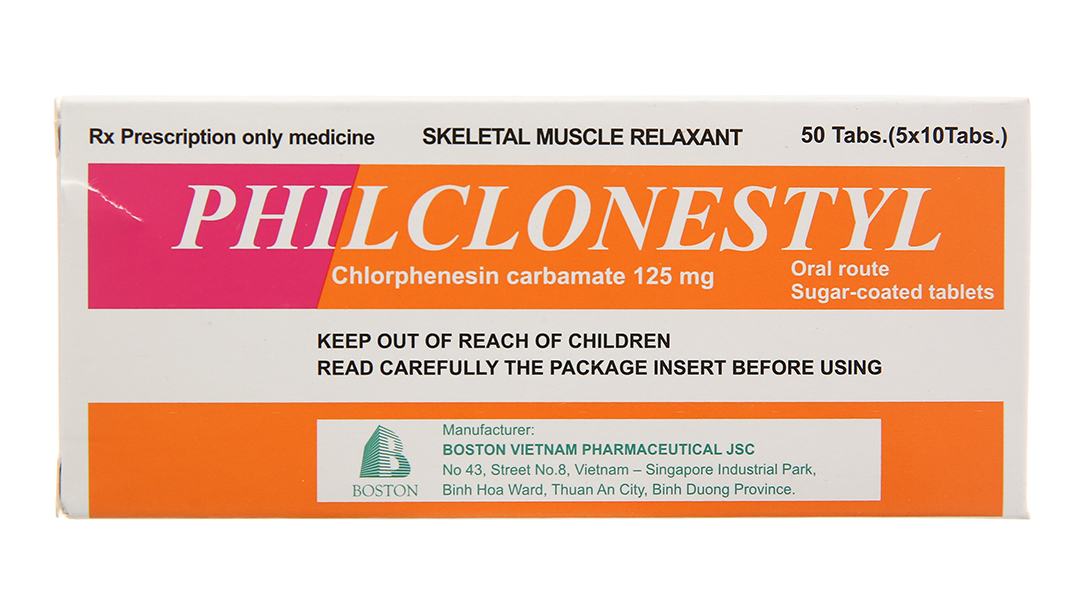 Rx Prescription only medicine
SKELETAL MUSCLE RELAXANT
50 Tabs.(5x10Tabs.)
PHILCLONESTYL
Chlorphenesin carbamate 125 mg
Oral route
Sugar-coated tablets
KEEP OUT OF REACH OF CHILDREN
READ CAREFULLY THE PACKAGE INSERT BEFORE USING
B
BOSTON
Manufacturer:
BOSTON VIETNAM PHARMACEUTICAL JSC
No 43, Street No.8, Vietnam – Singapore Industrial Park,
Binh Hoa Ward, Thuan An City, Binh Duong Province.